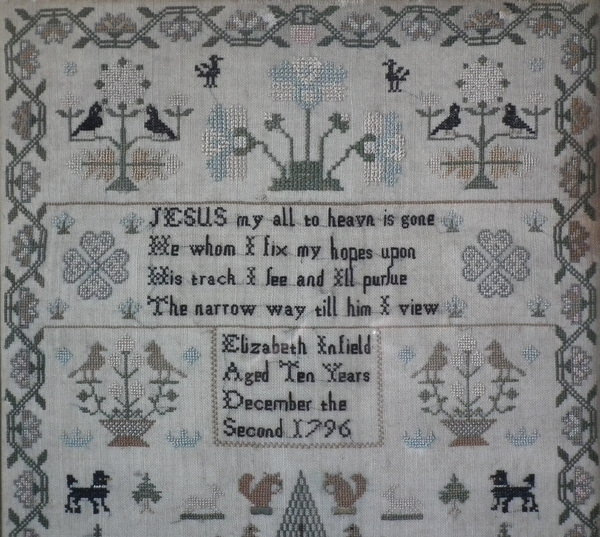 JESUS my all to heavn is gone
He whom I fix my hopes upon
His track I ſee and Ill purſue
The narrow way till him I view
Elizabeth Infield
Aged Ten Years
December the
Second 1796